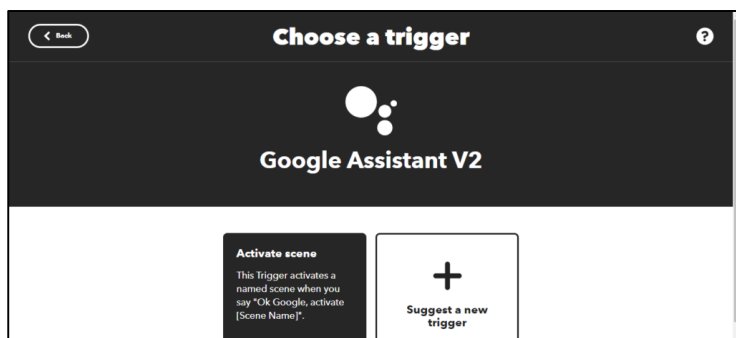 Back
Choose a trigger
?
Google Assistant V2
Activate scene
This Trigger activates a
named scene when you
say "Ok Google, activate
[Scene Name]".
Suggest a new
trigger